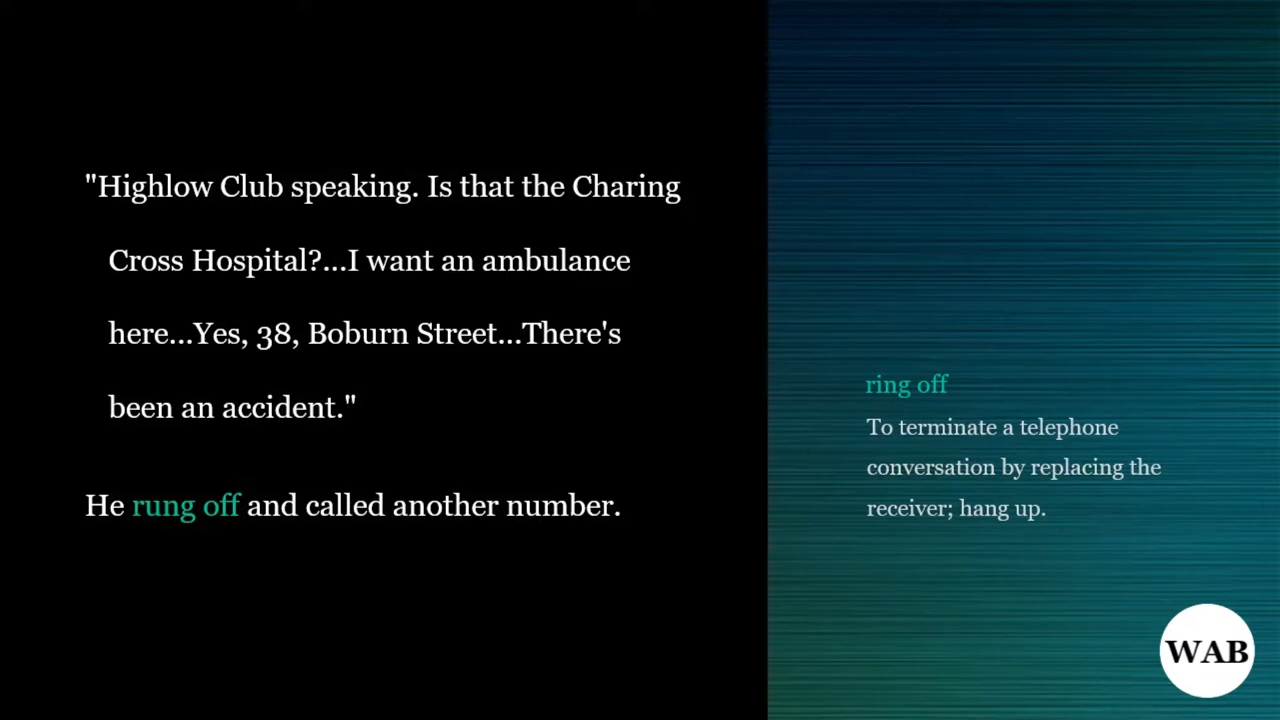 "Highlow Club speaking. Is that the Charing
Cross Hospital?...I want an ambulance
here...Yes, 38, Boburn Street...There's
been an accident."
He rung off and called another number.
ring off
To terminate a telephone
conversation by replacing the
receiver; hang up.
WAB